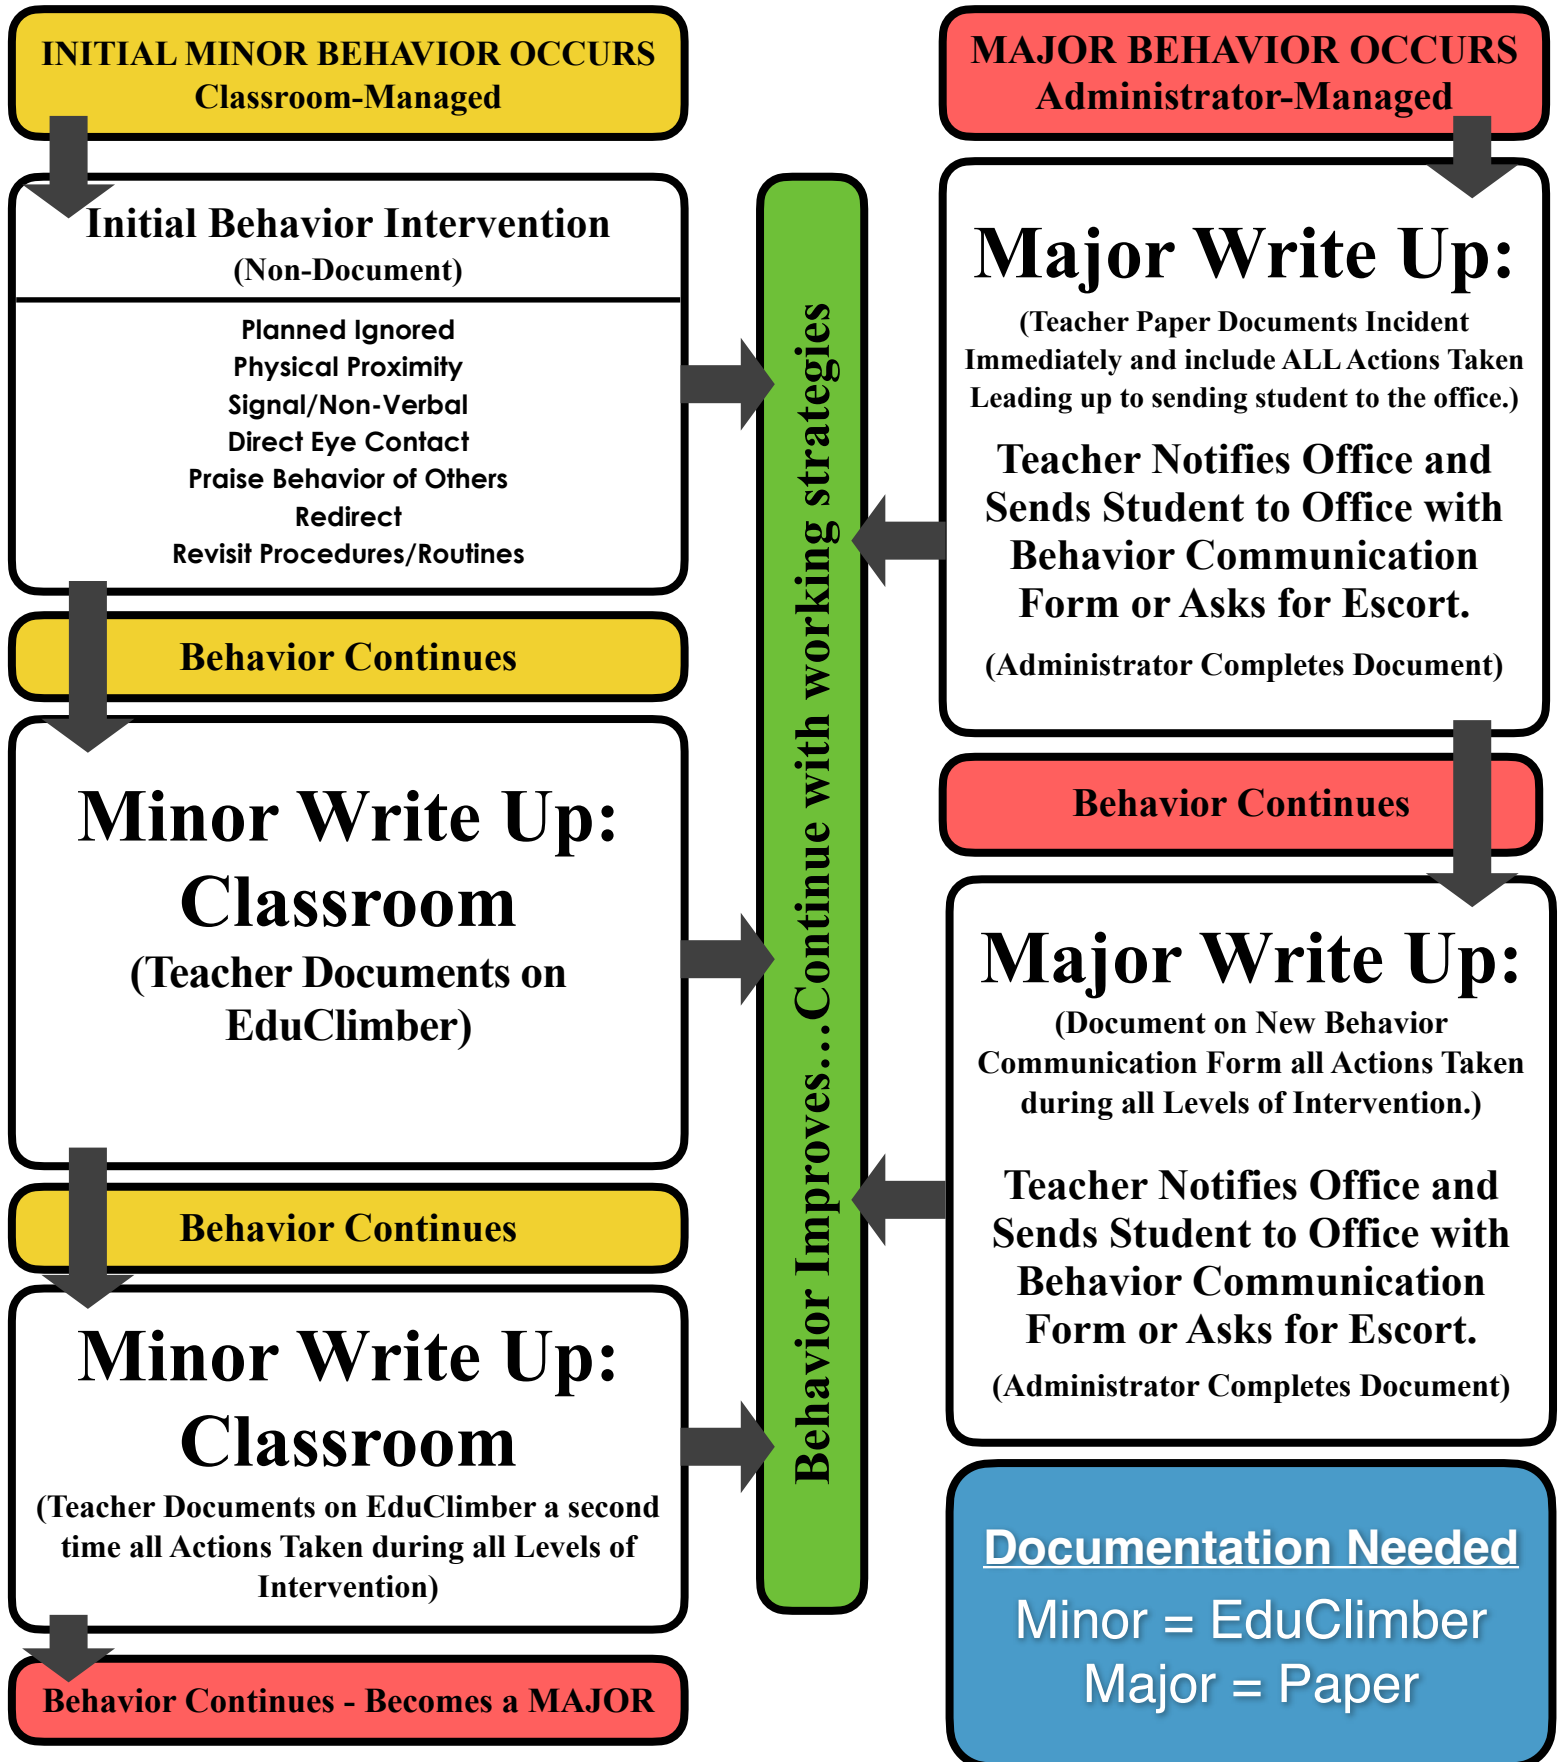 INITIAL MINOR BEHAVIOR OCCURS
Classroom-Managed
Initial Behavior Intervention
(Non-Document)
Planned Ignored
Physical Proximity
Signal/Non-Verbal
Direct Eye Contact
Praise Behavior of Others
Redirect
Revisit Procedures/Routines
Behavior Continues
Minor Write Up:
Classroom
(Teacher Documents on
EduClimber)
Behavior Continues
Minor Write Up:
Classroom
(Teacher Documents on EduClimber a second
time all Actions Taken during all Levels of
Intervention)
Behavior Continues - Becomes a MAJOR
Behavior Improves...Continue with working strategies
MAJOR BEHAVIOR OCCURS
Administrator-Managed
Major Write Up:
(Teacher Paper Documents Incident
Immediately and include ALL Actions Taken
Leading up to sending student to the office.)
Teacher Notifies Office and
Sends Student to Office with
Behavior Communication
Form or Asks for Escort.
(Administrator Completes Document)
Behavior Continues
Major Write Up:
(Document on New Behavior
Communication Form all Actions Taken
during all Levels of Intervention.)
Teacher Notifies Office and
Sends Student to Office with
Behavior Communication
Form or Asks for Escort.
(Administrator Completes Document)
Documentation Needed
Minor = EduClimber
Major = Paper